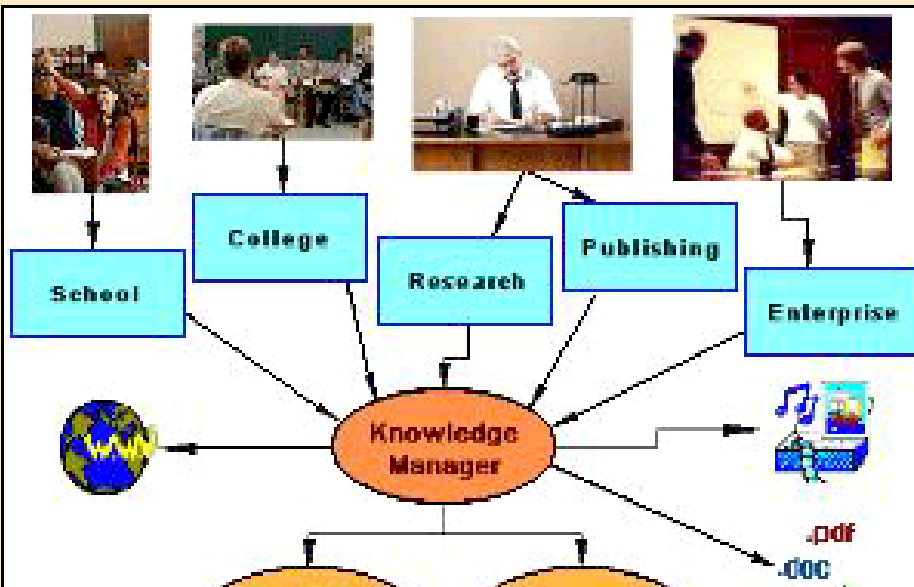 College
Publishing
Research
School
Enterprise
Knowledge
Manager
.pdf
.doc